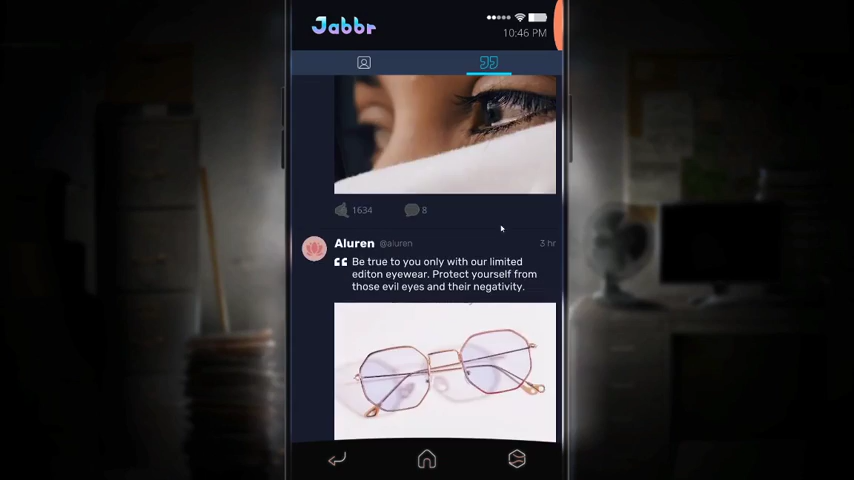 Jabbr
10:46 PM
1634 8
Aluren @aluren 3 hr
Be true to you only with our limited
editon eyewear. Protect yourself from
those evil eyes and their negativity.